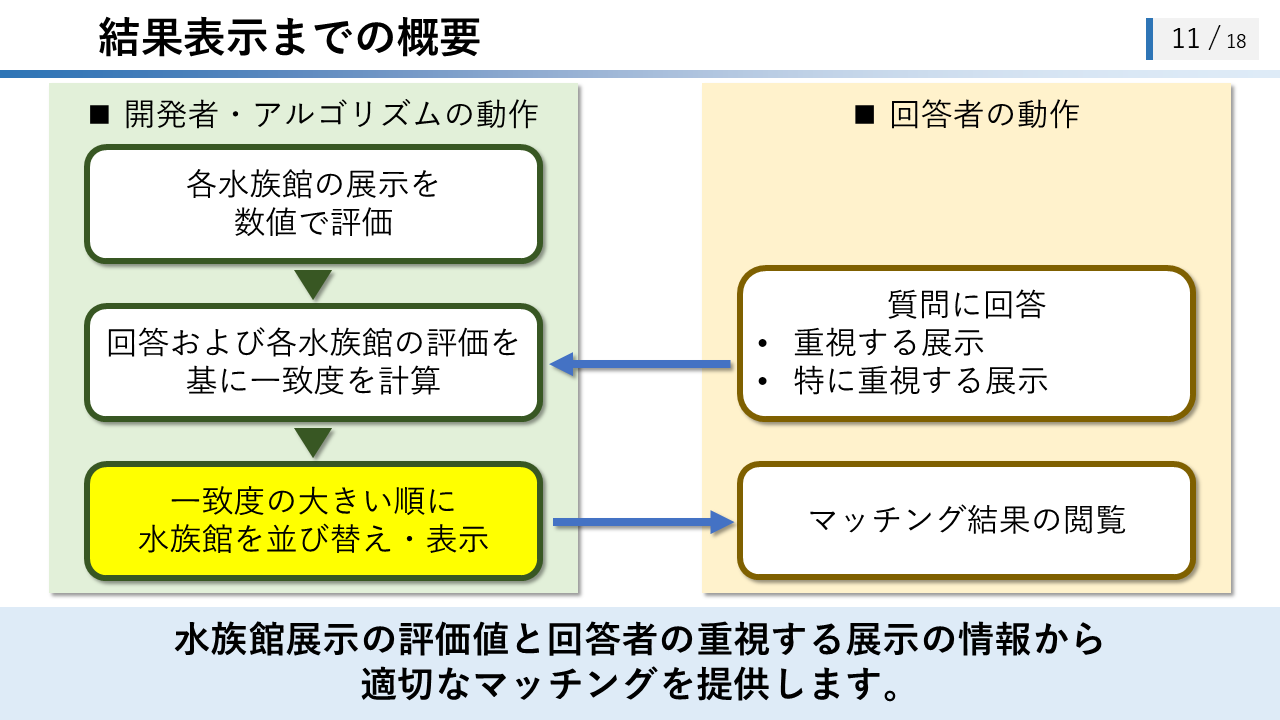 結果表示までの概要
11 / 18
■ 開発者・アルゴリズムの動作
各水族館の展示を
数値で評価
回答および各水族館の評価を
基に一致度を計算
一致度の大きい順に
水族館を並び替え・表示
■ 回答者の動作
質問に回答
• 重視する展示
• 特に重視する展示
マッチング結果の閲覧
水族館展示の評価値と回答者の重視する展示の情報から
適切なマッチングを提供します。